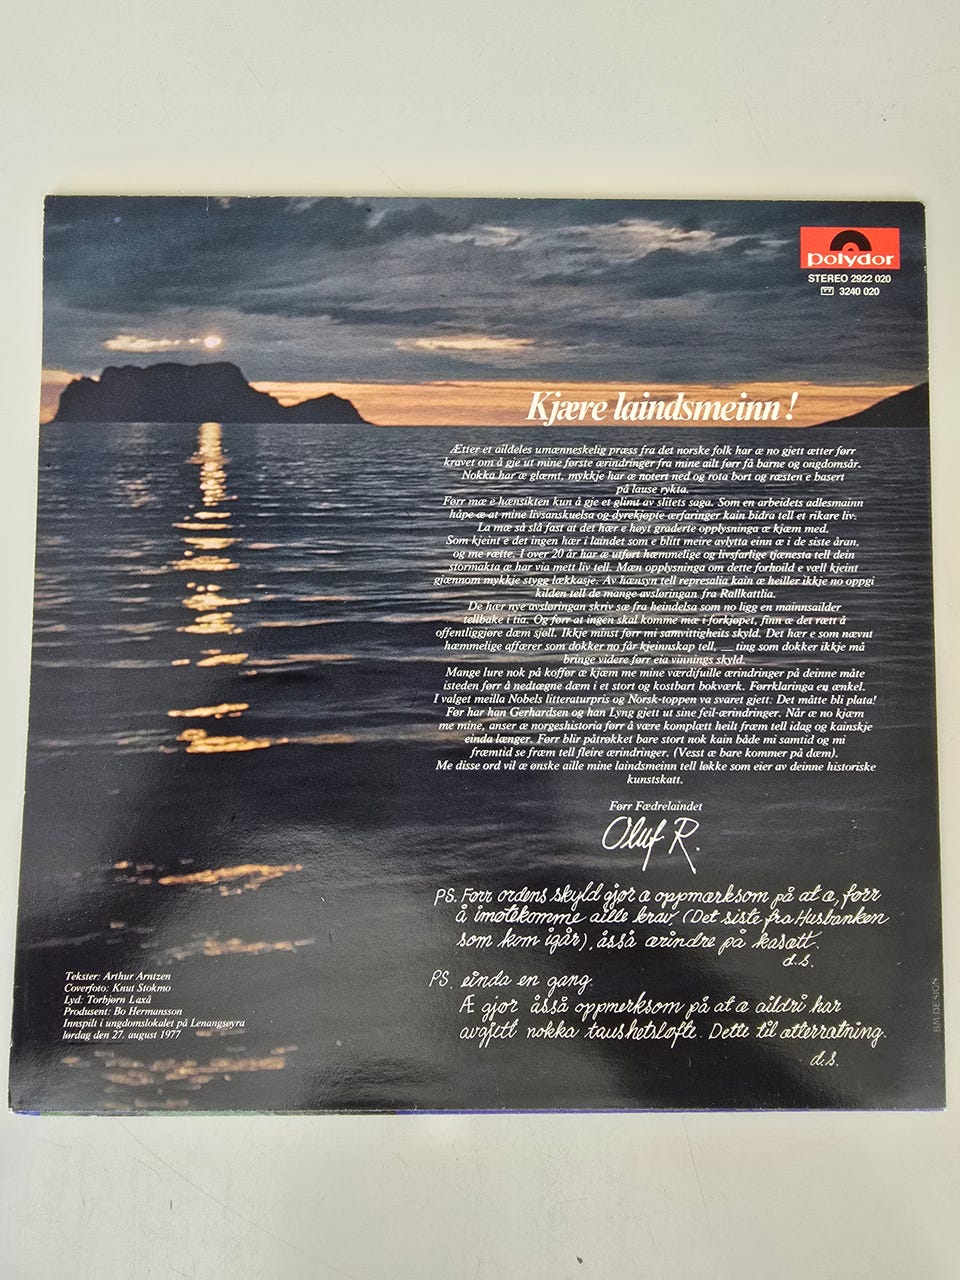 polydor
STEREO 2922 020
3240 020
Kjære laindsmeinn!
Ætter et aildeles umænneskelig præss fra det norske folk har æ no gjett ætter førr
kravet om å gje ut mine første ærindringer fra mine ailt førr få barne og ongdomsår.
Nokka har æ glæmt, mykkje har æ notert ned og rota bort og ræsten e basert
på lause rykta.
Førr mæ e hænsikten kun å gje et glimt av slitets saga. Som en arbeidets adlesmainn
håpe æ at mine livsanskuelsa og dyrekjøpte ærfaringer kain bidra tell et rikare liv.
La mæ så slå fast at det hær e høyt graderte opplysninga æ kjæm med.
Som kjeint e det ingen hær i laindet som e blitt meire avlytta einn æ i de siste åran,
og me rætte. I over 20 år har æ utført hæmmelige og livsfarlige tjænesta tell dein
stormakta æ har via mett liv tell. Mæn opplysninga om dette forhoild e væll kjeint
gjænnom mykkje stygg lækkasje. Av hænsyn tell represalia kain æ heiller ikkje no oppgi
kilden tell de mange avsløringan fra Rallkattlia.
De hær nye avsløringan skriv sæ fra heindelsa som no ligg en mainnsailder
tellbake i tia. Og førr at ingen skal komme mæ i forkjøpet, finn æ det rætt å
offentliggjøre dæm sjøll. Ikkje minst førr mi samvittigheits skyld. Det hær e som nævnt
hæmmelige affærer som dokker no får kjeinnskap tell, __ ting som dokker ikkje må
bringe videre førr eia vinnings skyld.
Mange lure nok på koffør æ kjæm me mine værdifuille ærindringer på deinne måte
isteden førr å nedtægne dæm i et stort og kostbart bokværk. Førrklaringa en ænkel.
I valget meilla Nobels litteraturpris og Norsk-toppen va svaret gjett: Det måtte bli plata!
Før har han Gerhardsen og han Lyng gjett ut sine feil-ærindringer. Når æ no kjæm
me mine, anser æ norgeshistoria førr å være komplætt heilt fræm tell idag og kainskje
einda længer. Førr blir påtrøkket bare stort nok kain både mi samtid og mi
fræmtid se fræm tell fleire ærindringer. (Vesst æ bare kommer på dæm).
Me disse ord vil æ ønske aille mine laindsmeinn tell løkke som eier av deinne historiske
kunstskatt.
Førr Fædrelaindet
Oluf R.
PS. Førr ordens skyld gjør æ oppmærksom på at æ, førr
å imøtekomme aille krav (Det siste fra Husbanken
som kom igår), åsså ærindre på kasætt.
d.s.
PS. einda en gang.
Æ gjør åsså oppmerksom på at æ aildri har
avgjett nokka taushetsløfte. Dette til ætterrætning.
d.s.
Tekster: Arthur Arntzen
Coverfoto: Knut Stokmo
Lyd: Torbjørn Laxå
Produsent: Bo Hermansson
Innspilt i ungdomslokalet på Lenangsøyra
lørdag den 27. august 1977
BM-DESIGN